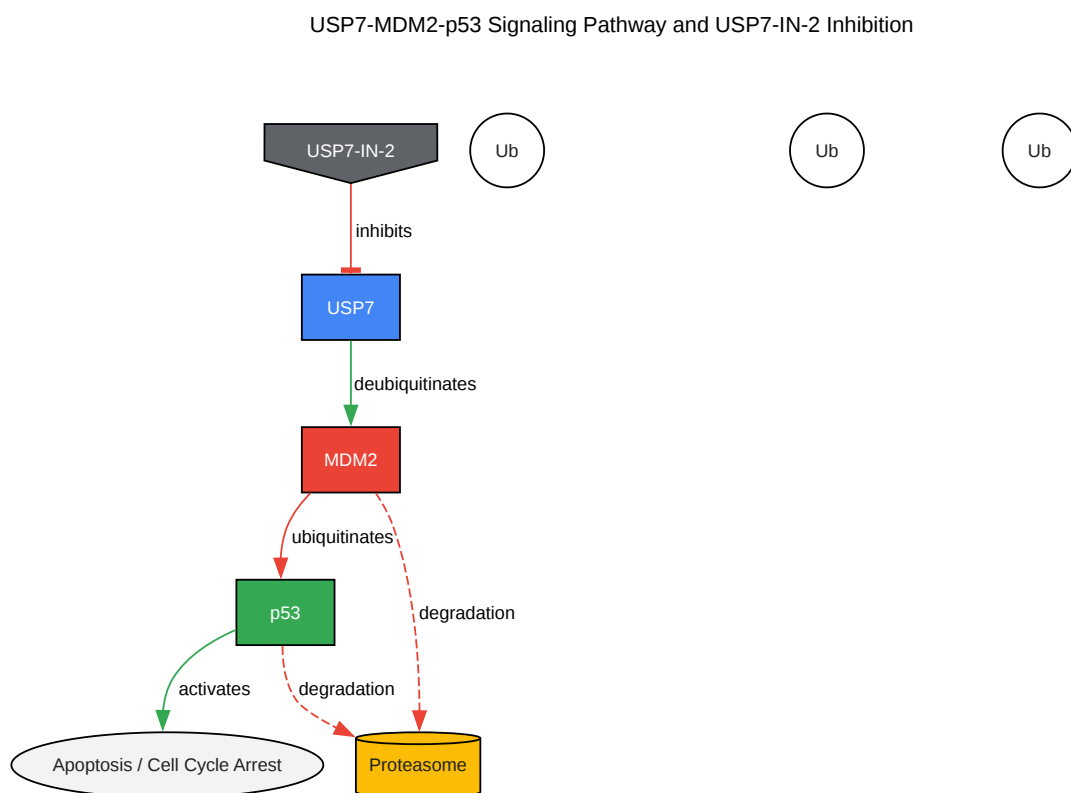 USP7-MDM2-p53 Signaling Pathway and USP7-IN-2 Inhibition
USP7-IN-2
Ub
Ub
Ub
inhibits
USP7
deubiquitinates
MDM2
ubiquitinates
p53
degradation
activates
degradation
Apoptosis / Cell Cycle Arrest
Proteasome